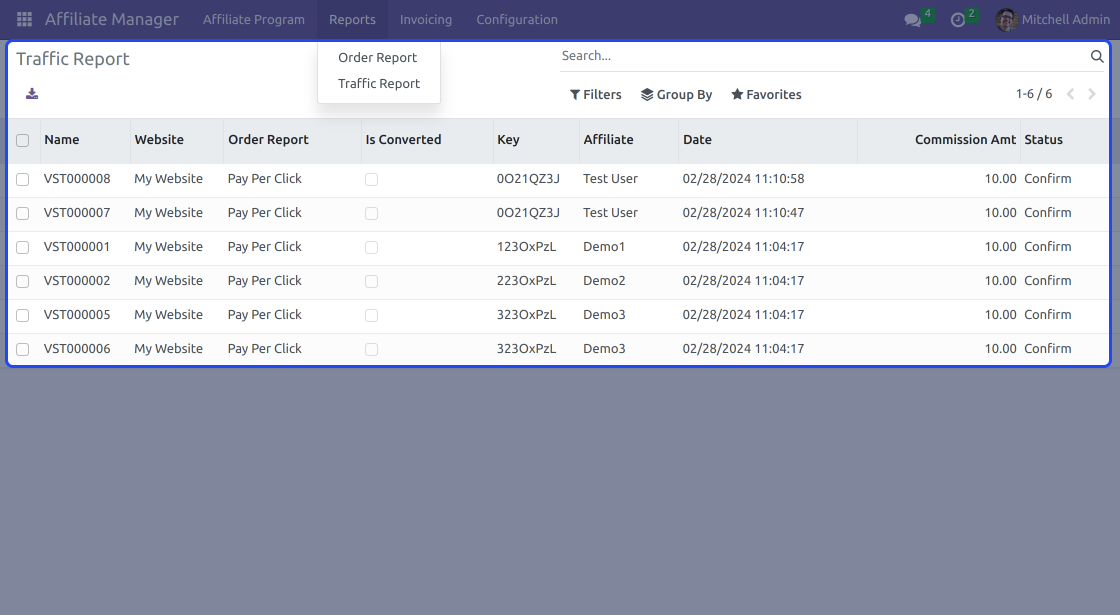 Affiliate Manager Affiliate Program Reports Invoicing Configuration 4 2 Mitchell Admin
Traffic Report
Order Report
Traffic Report
Search...
Filters Group By Favorites 1-6 / 6
Name Website Order Report Is Converted Key Affiliate Date Commission Amt Status
VST000008 My Website Pay Per Click 0O21QZ3J Test User 02/28/2024 11:10:58 10.00 Confirm
VST000007 My Website Pay Per Click 0O21QZ3J Test User 02/28/2024 11:10:47 10.00 Confirm
VST000001 My Website Pay Per Click 123OxPzL Demo1 02/28/2024 11:04:17 10.00 Confirm
VST000002 My Website Pay Per Click 223OxPzL Demo2 02/28/2024 11:04:17 10.00 Confirm
VST000005 My Website Pay Per Click 323OxPzL Demo3 02/28/2024 11:04:17 10.00 Confirm
VST000006 My Website Pay Per Click 323OxPzL Demo3 02/28/2024 11:04:17 10.00 Confirm